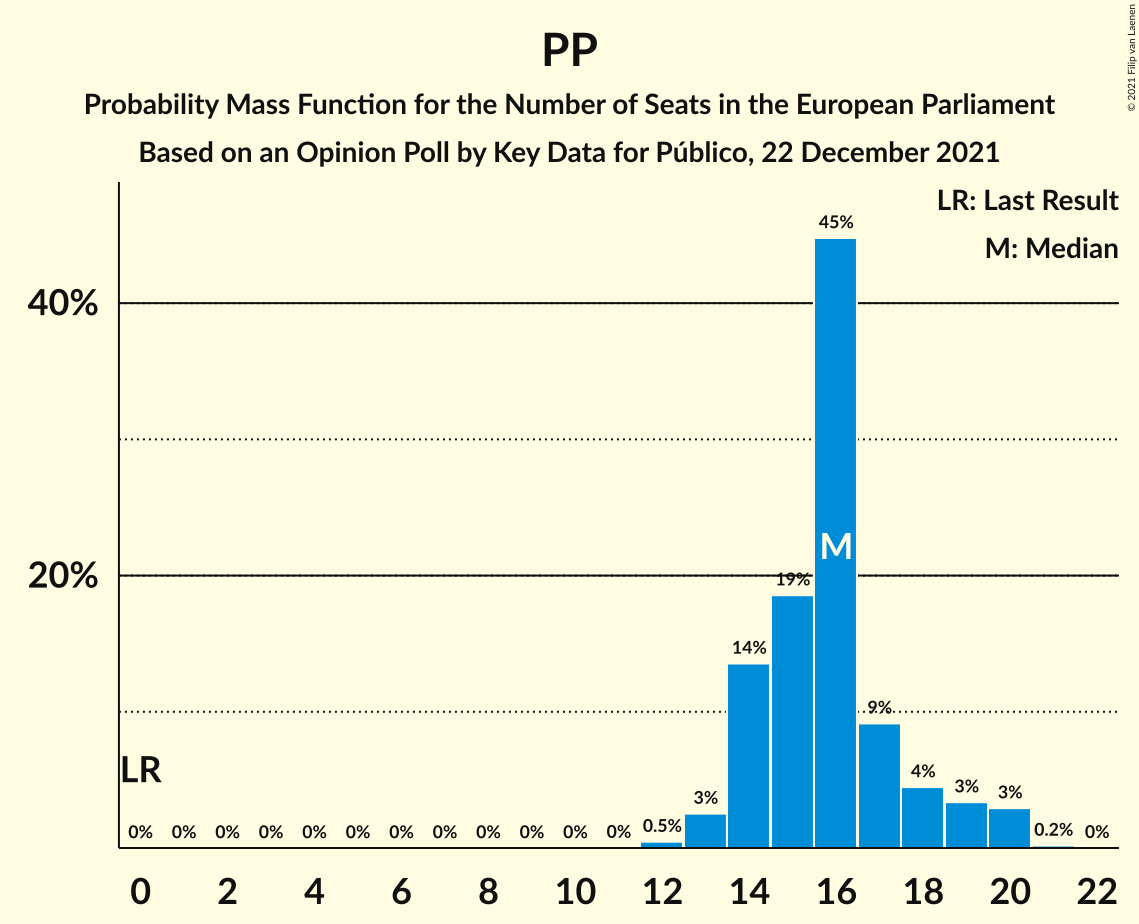 PP
Probability Mass Function for the Number of Seats in the European Parliament
Based on an Opinion Poll by Key Data for Público, 22 December 2021
© 2021 Filip van Laenen
LR: Last Result
M: Median
45%
40%
M
20%
19%
14%
9%
LR
4%
3%
3%
3%
0% 0% 0% 0% 0% 0% 0% 0% 0% 0% 0% 0% 0.5% 0.2% 0%
0 2 4 6 8 10 12 14 16 18 20 22